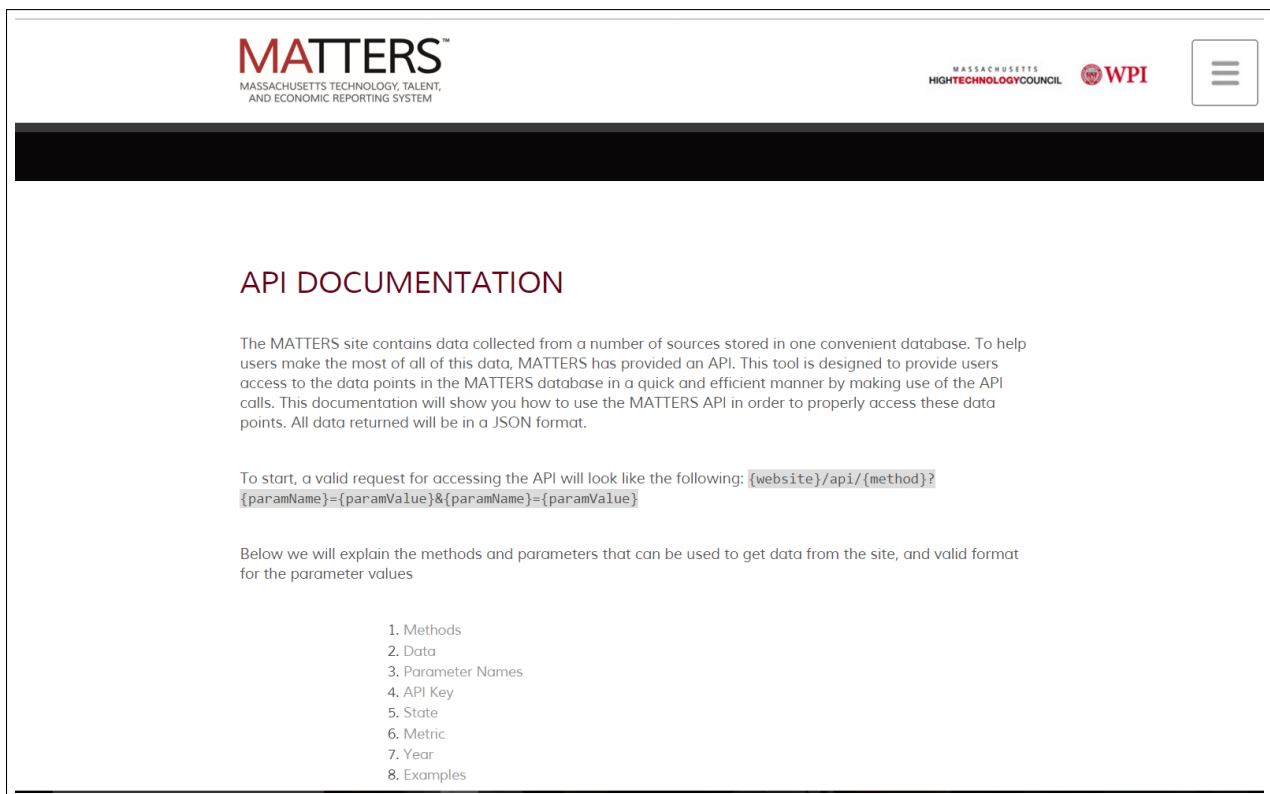 MATTERS™
MASSACHUSETTS TECHNOLOGY, TALENT,
AND ECONOMIC REPORTING SYSTEM
MASSACHUSETTS
HIGHTECHNOLOGYCOUNCIL
WPI
API DOCUMENTATION
The MATTERS site contains data collected from a number of sources stored in one convenient database. To help
users make the most of all of this data, MATTERS has provided an API. This tool is designed to provide users
access to the data points in the MATTERS database in a quick and efficient manner by making use of the API
calls. This documentation will show you how to use the MATTERS API in order to properly access these data
points. All data returned will be in a JSON format.
To start, a valid request for accessing the API will look like the following: {website}/api/{method}?
{paramName}={paramValue}&{paramName}={paramValue}
Below we will explain the methods and parameters that can be used to get data from the site, and valid format
for the parameter values
1. Methods
2. Data
3. Parameter Names
4. API Key
5. State
6. Metric
7. Year
8. Examples